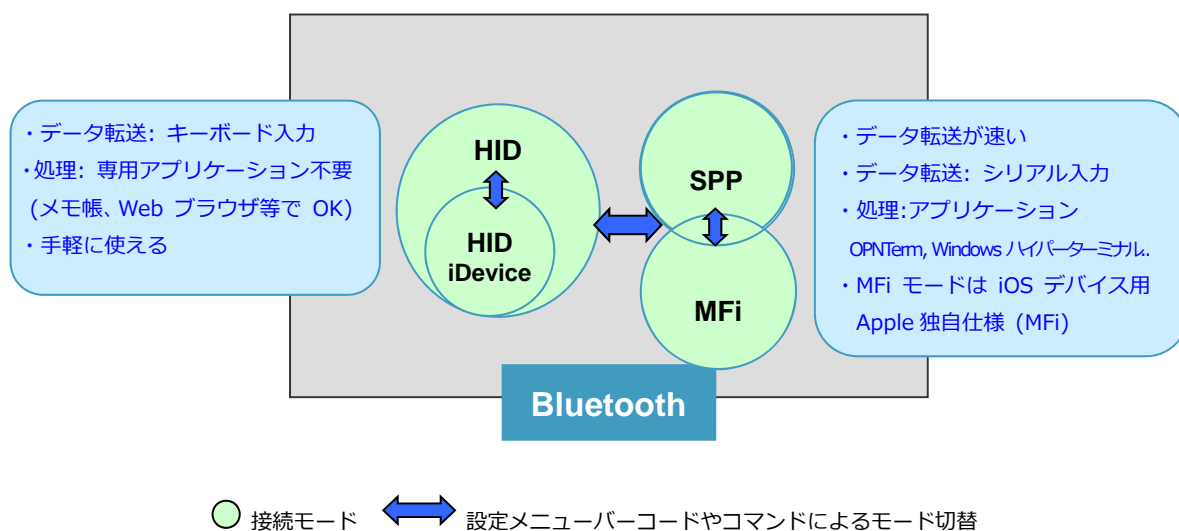 ・データ転送: キーボード入力
・処理: 専用アプリケーション不要
(メモ帳、Web ブラウザ等で OK)
・手軽に使える
HID
HID
iDevice
SPP
MFi
・データ転送が速い
・データ転送: シリアル入力
・処理:アプリケーション
OPNTerm, Windows ハイパーターミナル..
・MFi モードは iOS デバイス用
Apple 独自仕様 (MFi)
Bluetooth
接続モード
設定メニューバーコードやコマンドによるモード切替